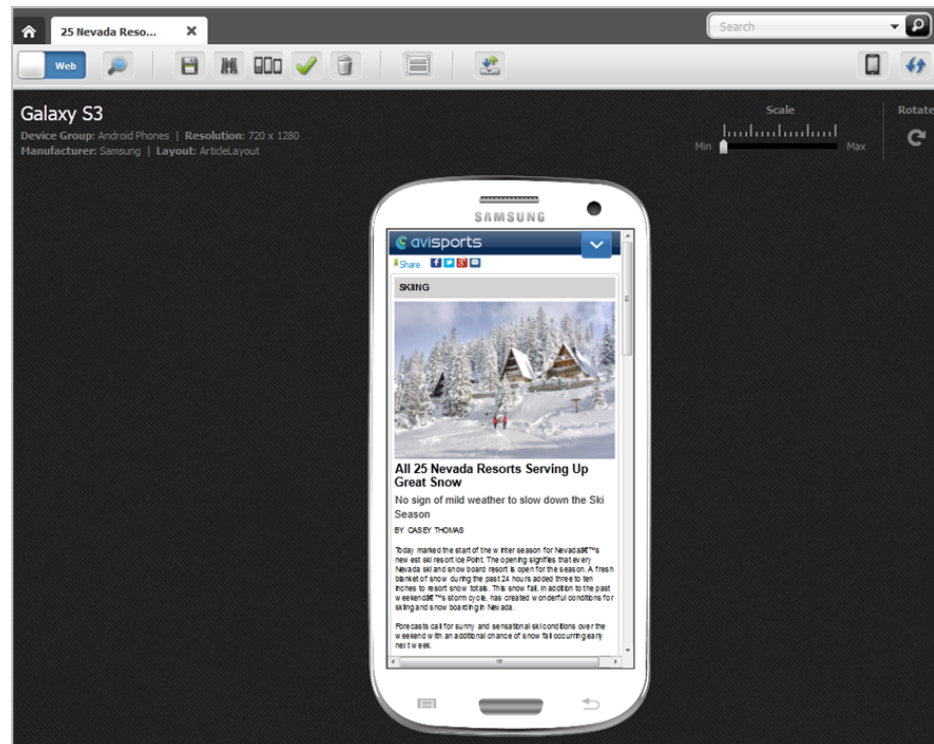 25 Nevada Reso...
Search
Web
Galaxy S3
Device Group: Android Phones | Resolution: 720 x 1280
Manufacturer: Samsung | Layout: ArticleLayout
Scale
Rotate
Min
Max
SAMSUNG
avisports
Share
SKIING
All 25 Nevada Resorts Serving Up
Great Snow
No sign of mild weather to slow down the Ski
Season
BY CASEY THOMAS
Today marked the start of the winter season for Nevadaâ€™s
newest ski resort Ice Point. The opening signifies that every
Nevada ski and snow board resort is open for the season. A fresh
blanket of snow during the past 24 hours added three to ten
inches to resort snow totals. This snow fall, in addition to the past
weekendâ€™s storm cycle, has created wonderful conditions for
skiing and snow boarding in Nevada.
Forecasts call for sunny and sensational ski conditions over the
weekend with an additional chance of snow fall occurring early
next week.